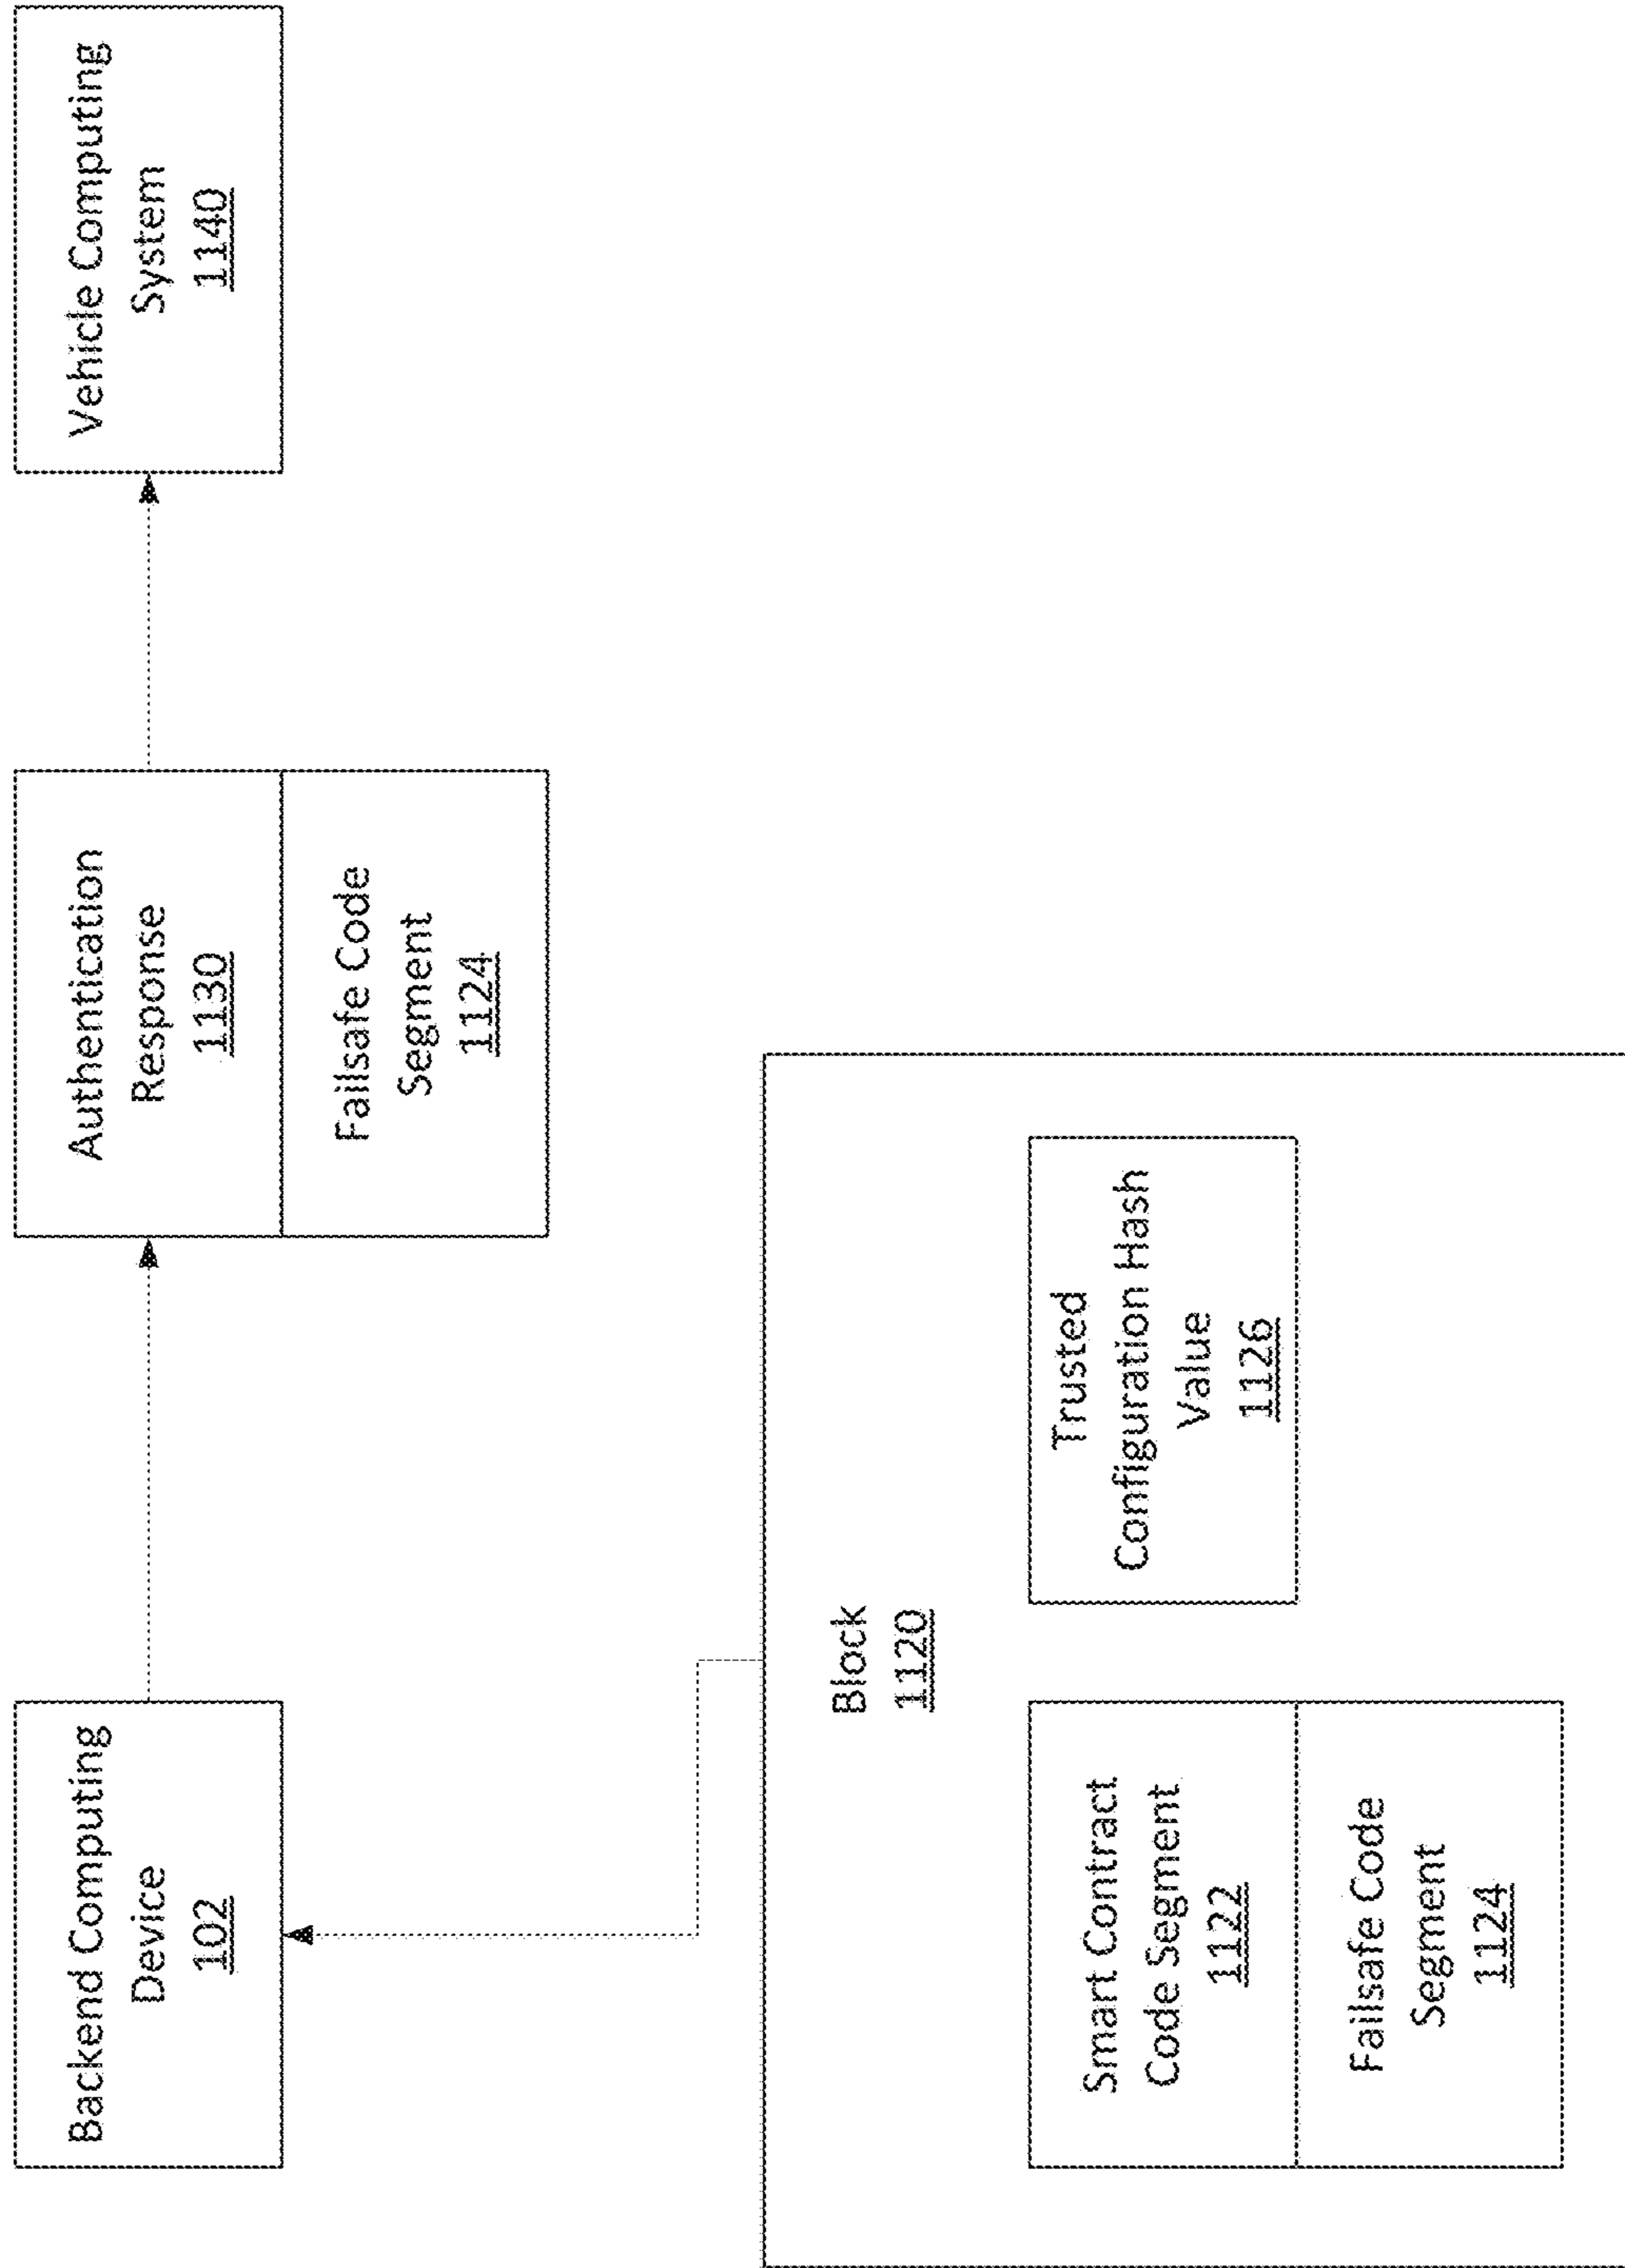 Backend Computing
Device
102
Authentication
Response
1130
Failsafe Code
Segment
1124
Vehicle Computing
System
1140
Block
1120
Smart Contract
Code Segment
1122
Failsafe Code
Segment
1124
Trusted
Configuration Hash
Value
1126